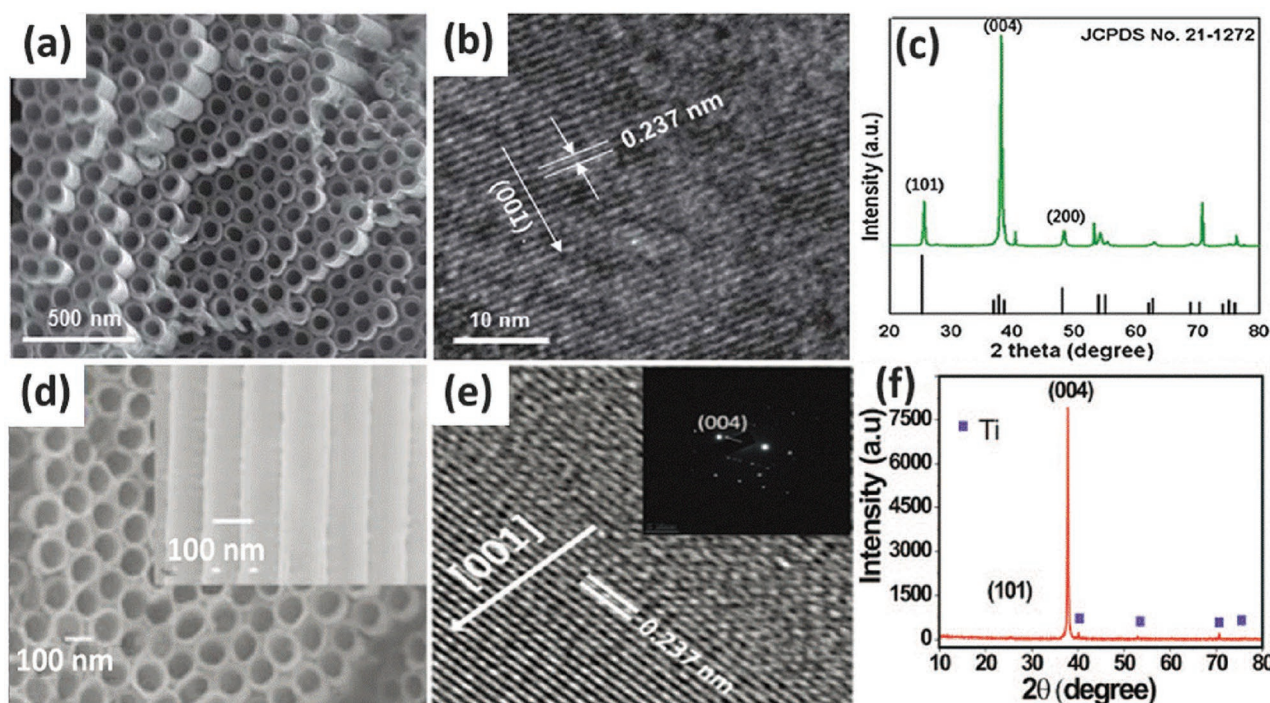 (a)
500 nm
(b)
0.237 nm
(001)
10 nm
(c)
(004)
JCPDS No. 21-1272
(101)
(200)
Intensity (a.u.)
20 30 40 50 60 70 80
2 theta (degree)
(d)
100 nm
100 nm
(e)
(004)
[001]
0.237 nm
(f)
(004)
Ti
(101)
Intensity (a.u)
7500
6000
4500
3000
1500
0
10 20 30 40 50 60 70 80
2θ (degree)